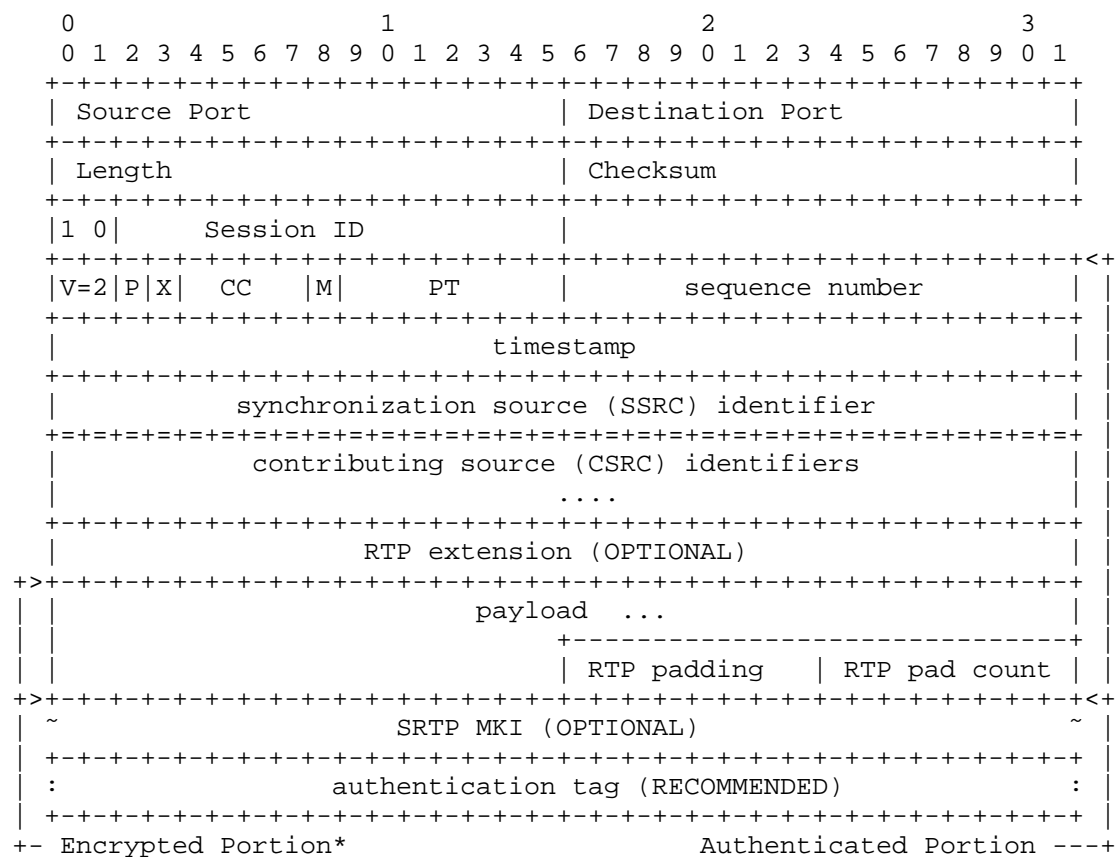 0                   1                   2                   3
0 1 2 3 4 5 6 7 8 9 0 1 2 3 4 5 6 7 8 9 0 1 2 3 4 5 6 7 8 9 0 1
+-+-+-+-+-+-+-+-+-+-+-+-+-+-+-+-+-+-+-+-+-+-+-+-+-+-+-+-+-+-+-+-+
| Source Port                   | Destination Port              |
+-+-+-+-+-+-+-+-+-+-+-+-+-+-+-+-+-+-+-+-+-+-+-+-+-+-+-+-+-+-+-+-+
| Length                        | Checksum                      |
+-+-+-+-+-+-+-+-+-+-+-+-+-+-+-+-+-+-+-+-+-+-+-+-+-+-+-+-+-+-+-+-+
|1 0|     Session ID            |
+-+-+-+-+-+-+-+-+-+-+-+-+-+-+-+-+-+-+-+-+-+-+-+-+-+-+-+-+-+-+-+-+<+
|V=2|P|X|  CC   |M|     PT      |       sequence number         | |
+-+-+-+-+-+-+-+-+-+-+-+-+-+-+-+-+-+-+-+-+-+-+-+-+-+-+-+-+-+-+-+-+ |
|                           timestamp                           | |
+-+-+-+-+-+-+-+-+-+-+-+-+-+-+-+-+-+-+-+-+-+-+-+-+-+-+-+-+-+-+-+-+ |
|           synchronization source (SSRC) identifier            | |
+=+=+=+=+=+=+=+=+=+=+=+=+=+=+=+=+=+=+=+=+=+=+=+=+=+=+=+=+=+=+=+=+ |
|            contributing source (CSRC) identifiers             | |
|                               ....                            | |
+-+-+-+-+-+-+-+-+-+-+-+-+-+-+-+-+-+-+-+-+-+-+-+-+-+-+-+-+-+-+-+-+ |
|                   RTP extension (OPTIONAL)                    | |
+>+-+-+-+-+-+-+-+-+-+-+-+-+-+-+-+-+-+-+-+-+-+-+-+-+-+-+-+-+-+-+-+-+ |
| |                          payload  ...                         | |
| |                               +-------------------------------+ |
| |                               | RTP padding   | RTP pad count | |
+>+-+-+-+-+-+-+-+-+-+-+-+-+-+-+-+-+-+-+-+-+-+-+-+-+-+-+-+-+-+-+-+-+<+
| ~                     SRTP MKI (OPTIONAL)                       ~ |
| +-+-+-+-+-+-+-+-+-+-+-+-+-+-+-+-+-+-+-+-+-+-+-+-+-+-+-+-+-+-+-+-+ |
| :                 authentication tag (RECOMMENDED)              : |
| +-+-+-+-+-+-+-+-+-+-+-+-+-+-+-+-+-+-+-+-+-+-+-+-+-+-+-+-+-+-+-+-+ |
+- Encrypted Portion*                      Authenticated Portion ---+